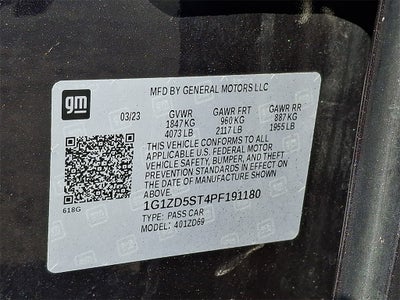 gm
MFD BY GENERAL MOTORS LLC
03/23 GVWR GAWR FRT GAWR RR
1847 KG 960 KG 887 KG
4073 LB 2117 LB 1955 LB
THIS VEHICLE CONFORMS TO ALL
APPLICABLE U.S. FEDERAL MOTOR
VEHICLE SAFETY, BUMPER, AND THEFT
PREVENTION STANDARDS IN EFFECT
ON THE DATE OF MANUFACTURE
SHOWN ABOVE.
1G1ZD5ST4PF191180
618G
TYPE: PASS CAR
MODEL: 401ZD69